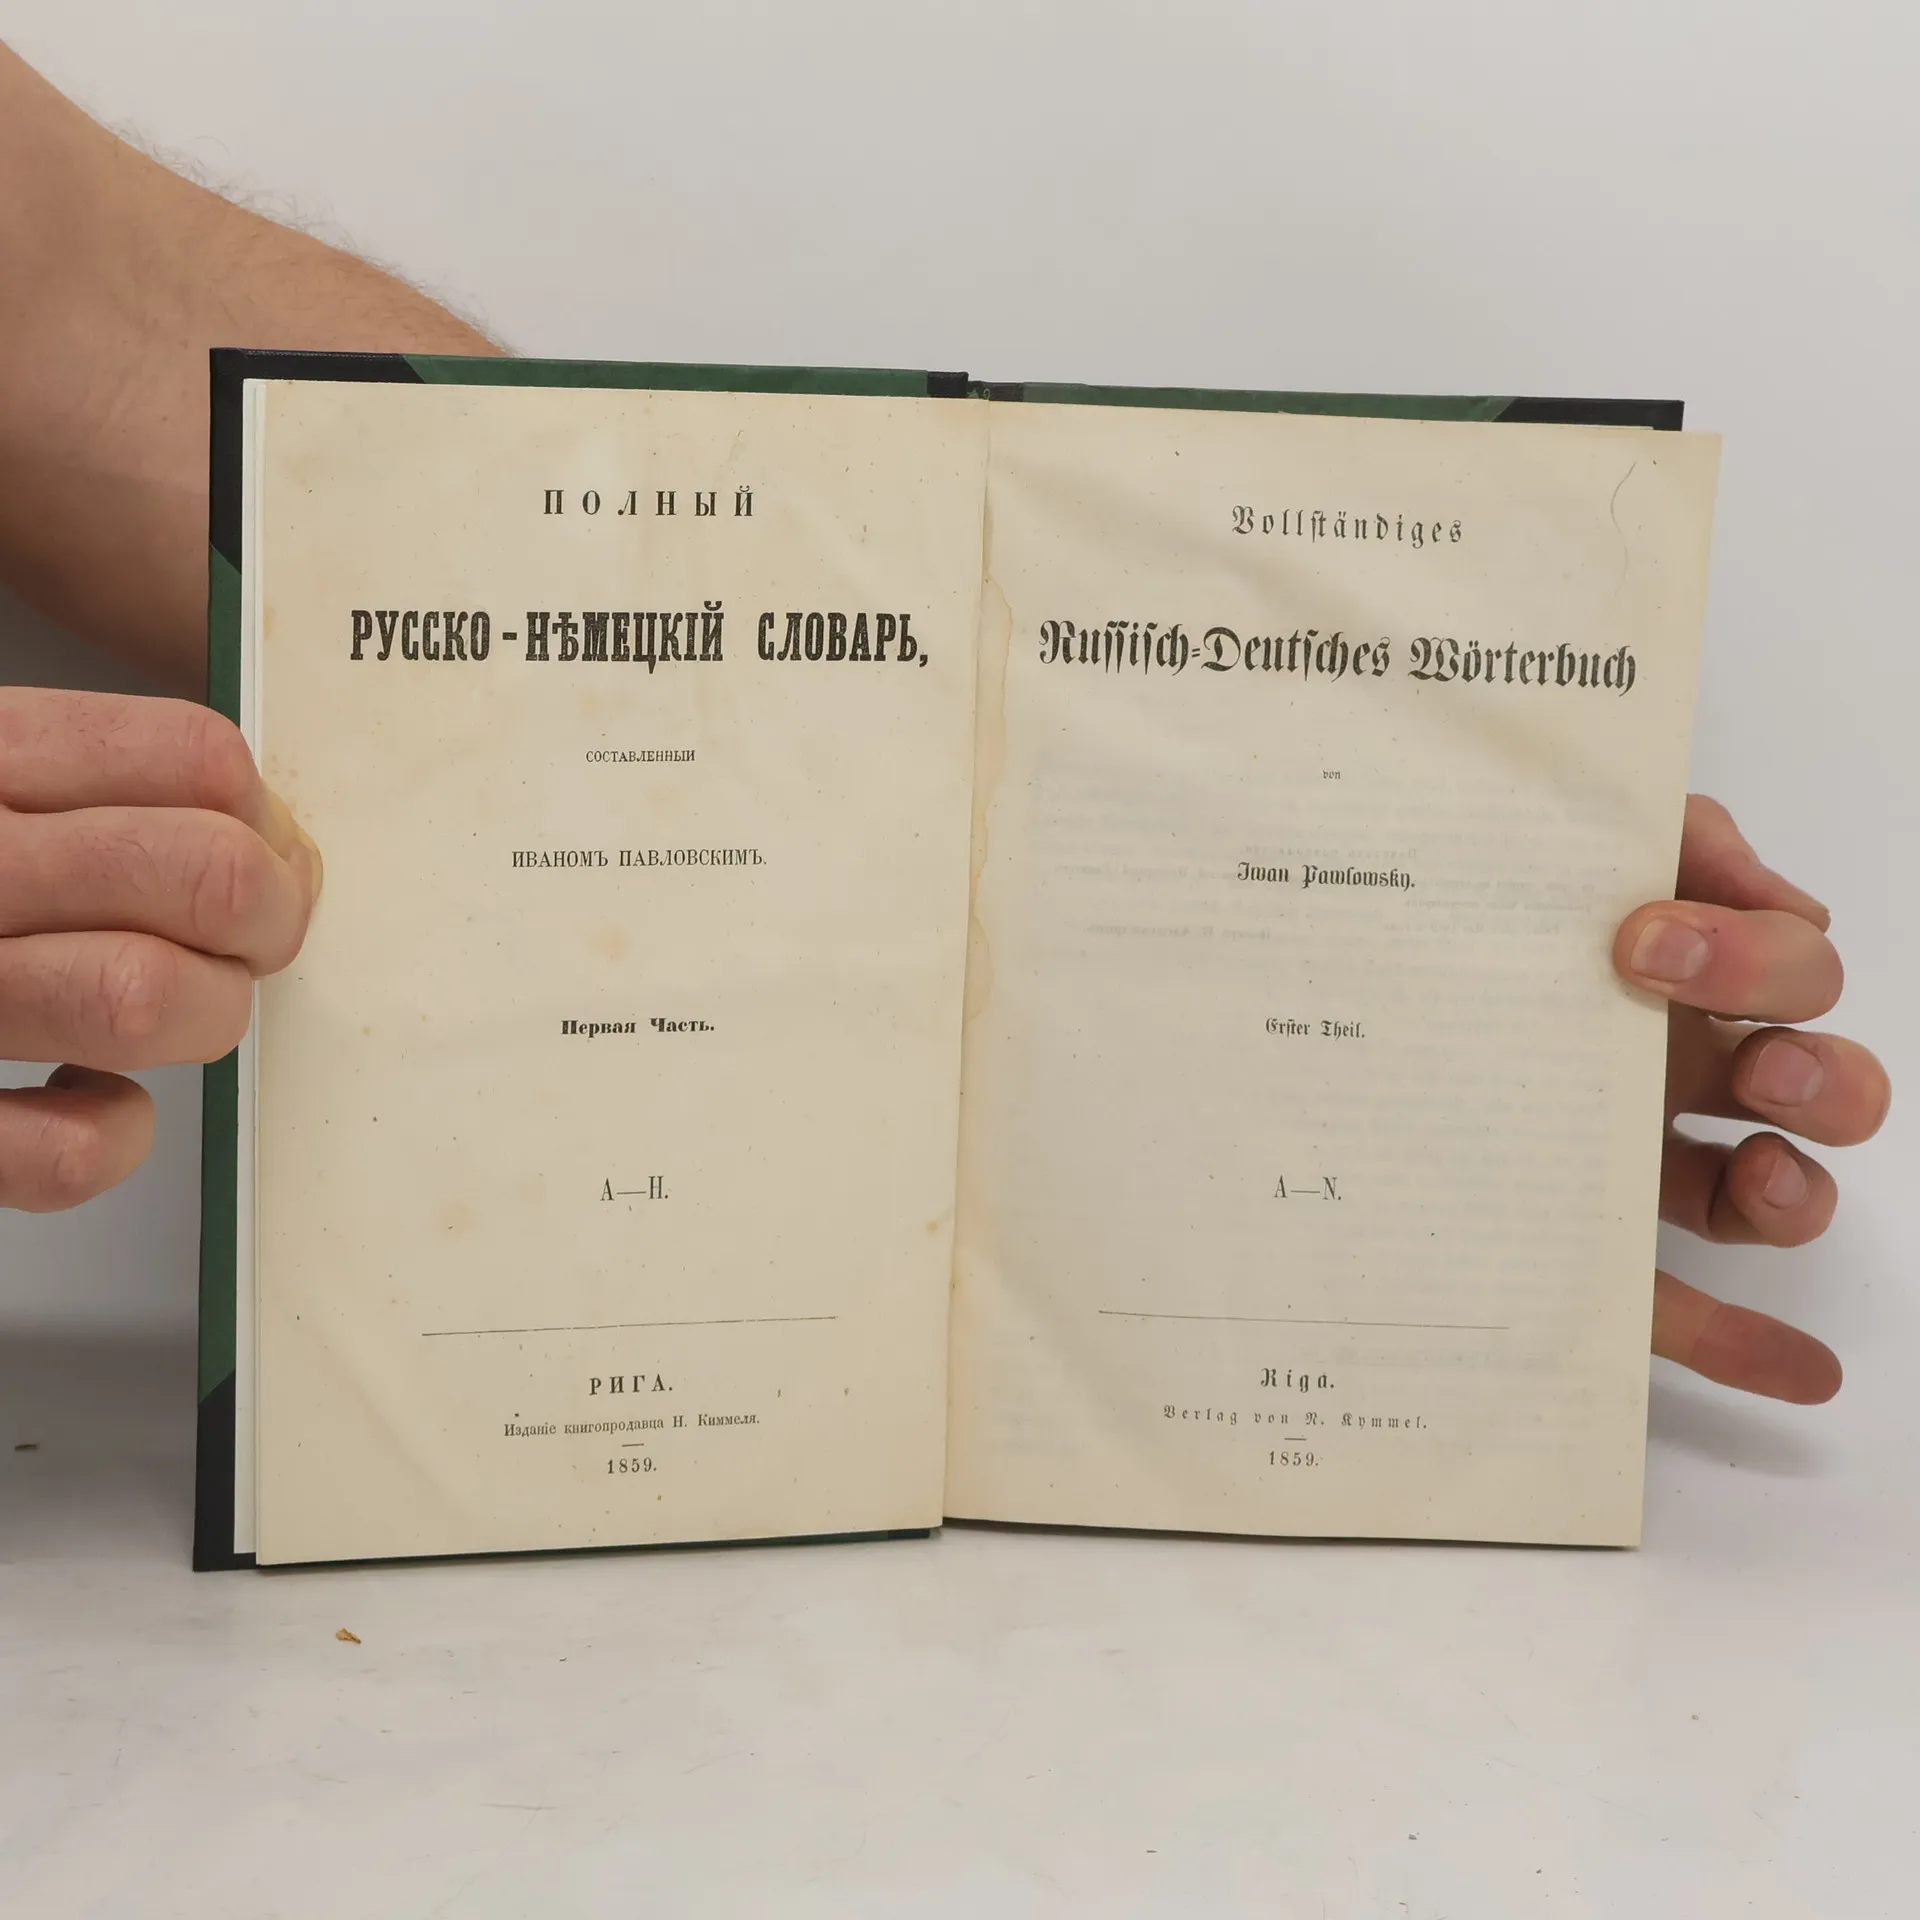 ПОЛНЫЙ
РУССКО-НѢМЕЦКІЙ СЛОВАРЬ,
СОСТАВЛЕННЫИ
ИВАНОМЪ ПАВЛОВСКИМЪ.
Первая Часть.
А—Н.
РИГА.
Изданіе книгопродавца Н. Киммеля.
1859.
Vollſtändiges
Ruſſiſch-Deutſches Wörterbuch
von
Iwan Pawlowsky.
Erſter Theil.
A—N.
Riga.
Verlag von N. Kymmel.
1859.